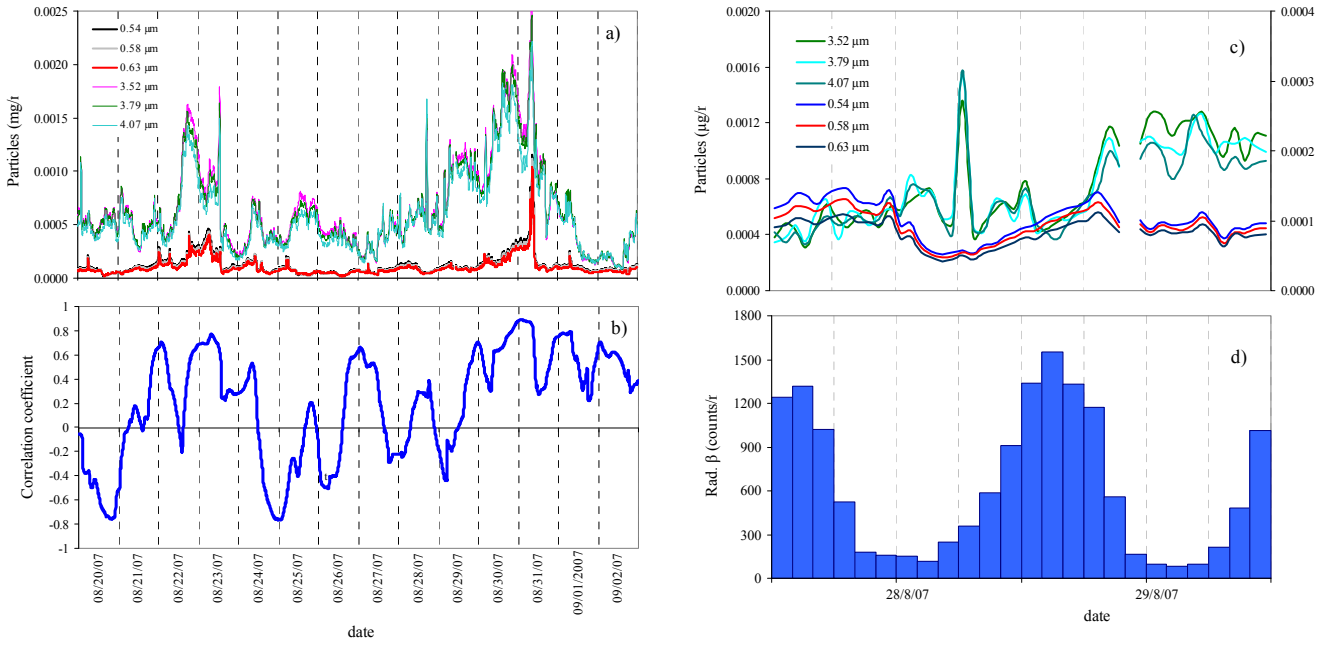 a)
Particles (mg/r
0.0025
0.0020
0.0015
0.0010
0.0005
0.0000
0.54 µm
0.58 µm
0.63 µm
3.52 µm
3.79 µm
4.07 µm
b)
Correlation coefficient
1
0.8
0.6
0.4
0.2
0
-0.2
-0.4
-0.6
-0.8
-1
08/20/07
08/21/07
08/22/07
08/23/07
08/24/07
08/25/07
08/26/07
08/27/07
08/28/07
08/29/07
08/30/07
08/31/07
09/01/2007
09/02/07
date
c)
Particles (µg/r
0.0020
0.0016
0.0012
0.0008
0.0004
0.0000
3.52 µm
3.79 µm
4.07 µm
0.54 µm
0.58 µm
0.63 µm
0.0004
0.0003
0.0002
0.0001
0.0000
d)
Rad. β (counts/r
1800
1500
1200
900
600
300
0
28/8/07
29/8/07
date